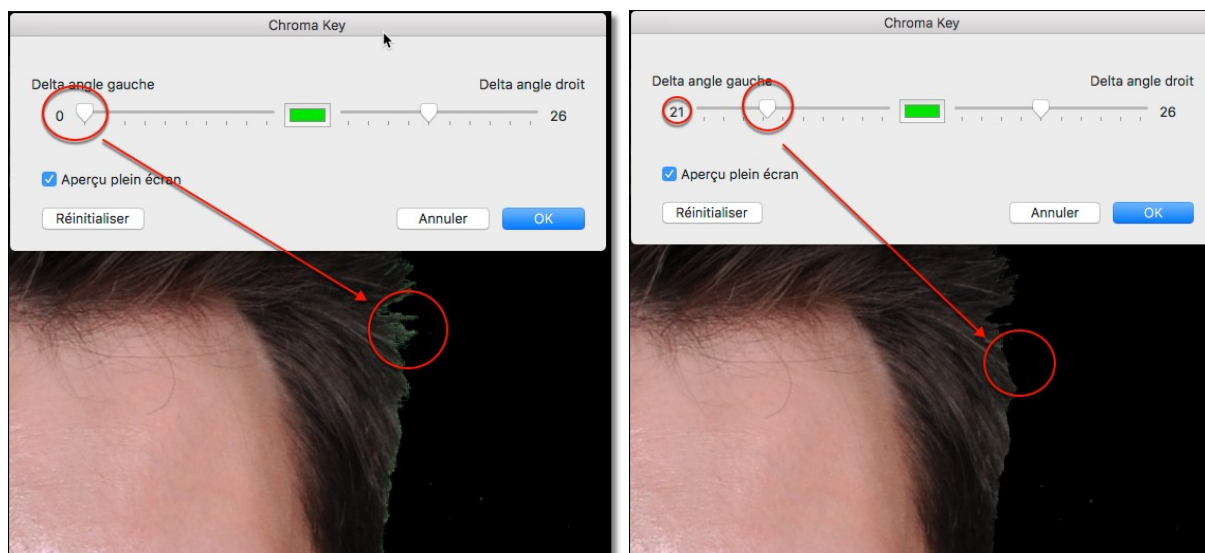 Chroma Key
Delta angle gauche
Delta angle droit
0
26
Aperçu plein écran
Réinitialiser
Annuler
OK
Chroma Key
Delta angle gauche
Delta angle droit
21
26
Aperçu plein écran
Réinitialiser
Annuler
OK